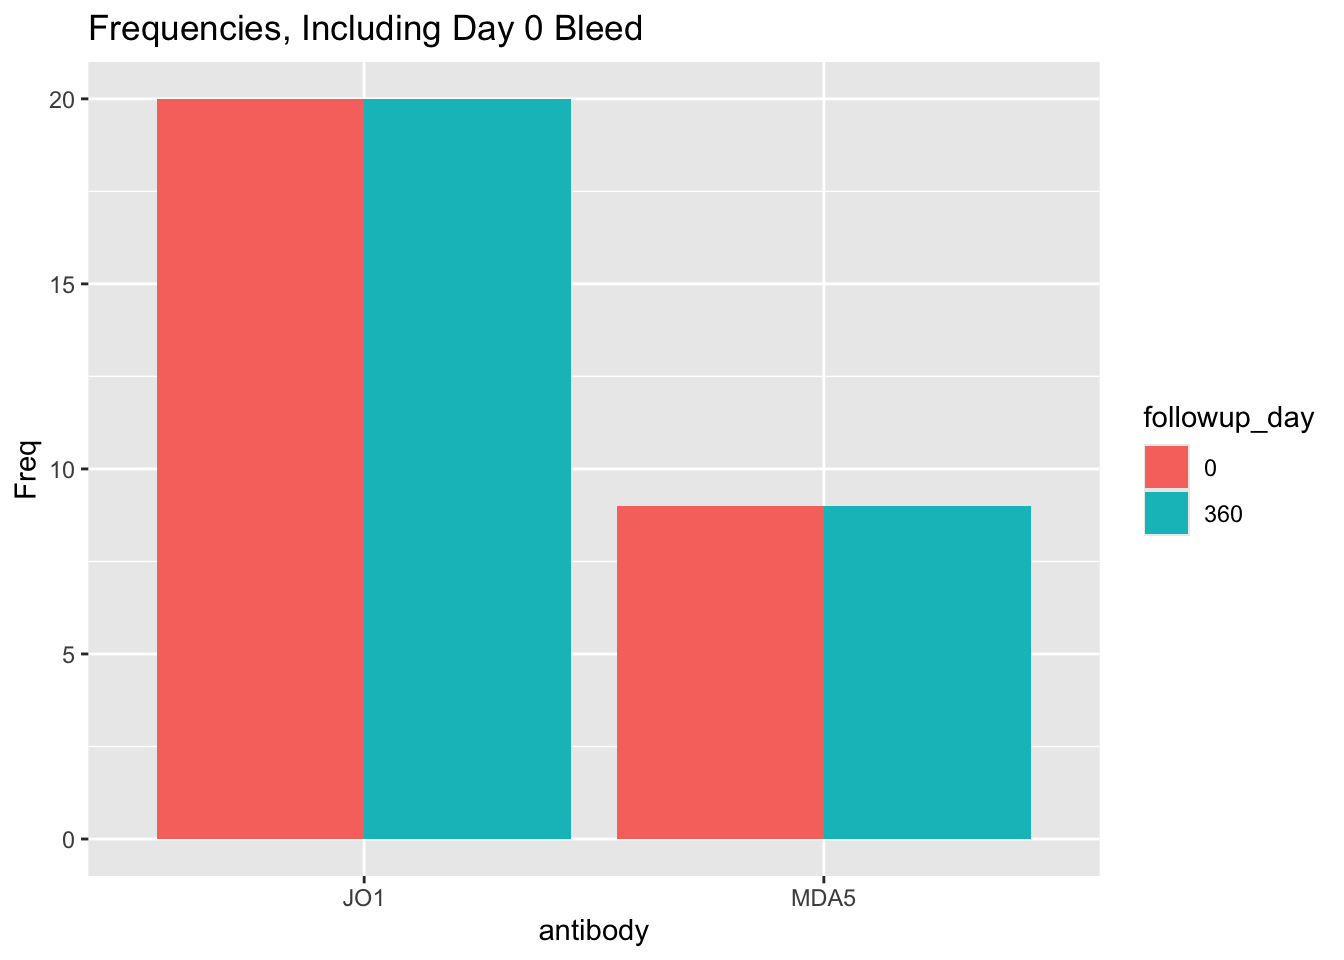 Frequencies, Including Day 0 Bleed
20
15
10
5
0
Freq
JO1
MDA5
antibody
followup_day
0
360